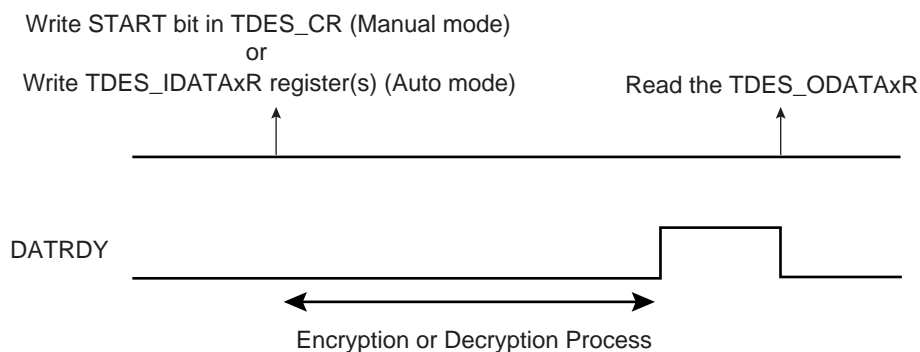 Write START bit in TDES_CR (Manual mode)
or
Write TDES_IDATAxR register(s) (Auto mode)
Read the TDES_ODATAxR
DATRDY
Encryption or Decryption Process